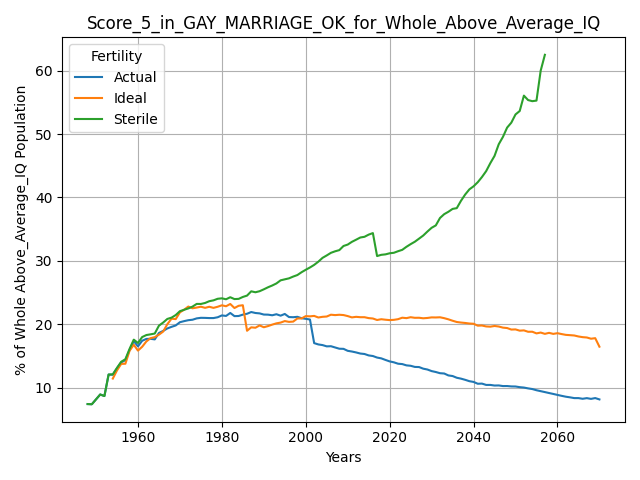 Score_5_in_GAY_MARRIAGE_OK_for_Whole_Above_Average_IQ
% of Whole Above_Average_IQ Population
60
50
40
30
20
10
Fertility
Actual
Ideal
Sterile
1960 1980 2000 2020 2040 2060
Years